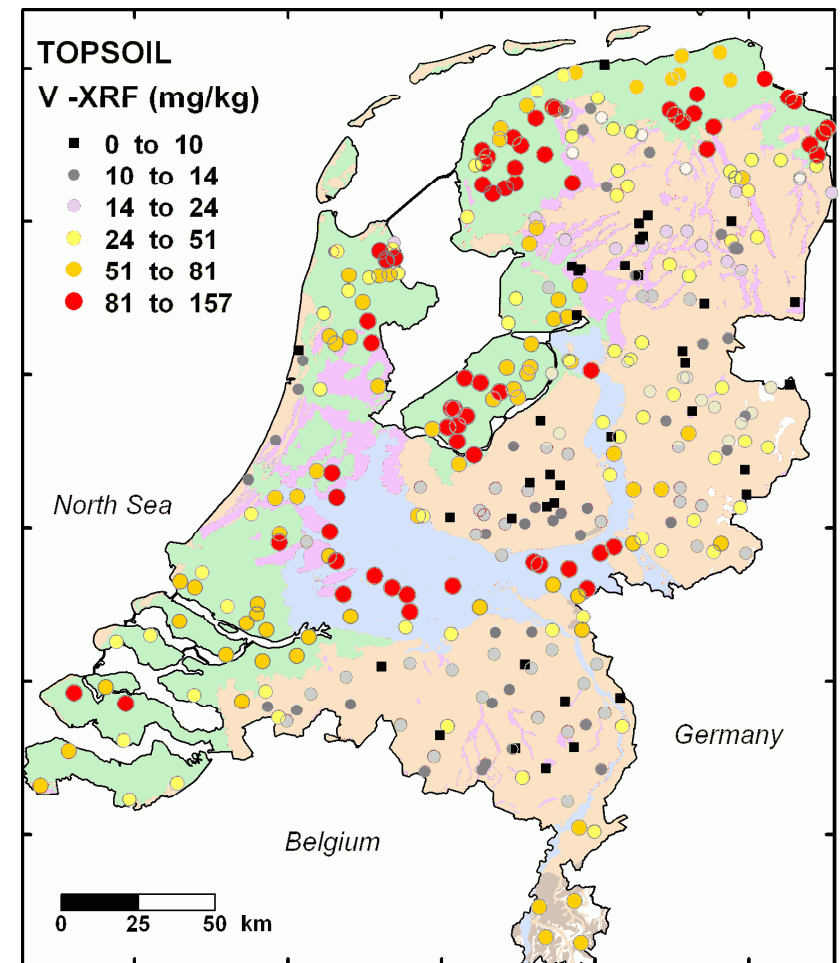 TOPSOIL
V -XRF (mg/kg)
0 to 10
10 to 14
14 to 24
24 to 51
51 to 81
81 to 157
North Sea
Germany
Belgium
0 25 50 km